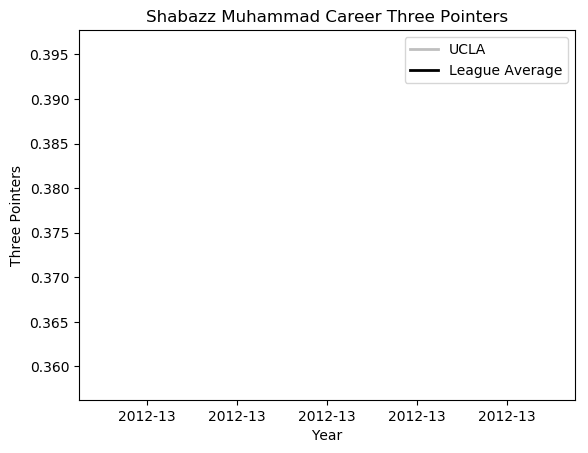 Shabazz Muhammad Career Three Pointers
UCLA
League Average
Three Pointers
0.395
0.390
0.385
0.380
0.375
0.370
0.365
0.360
2012-13 2012-13 2012-13 2012-13 2012-13
Year